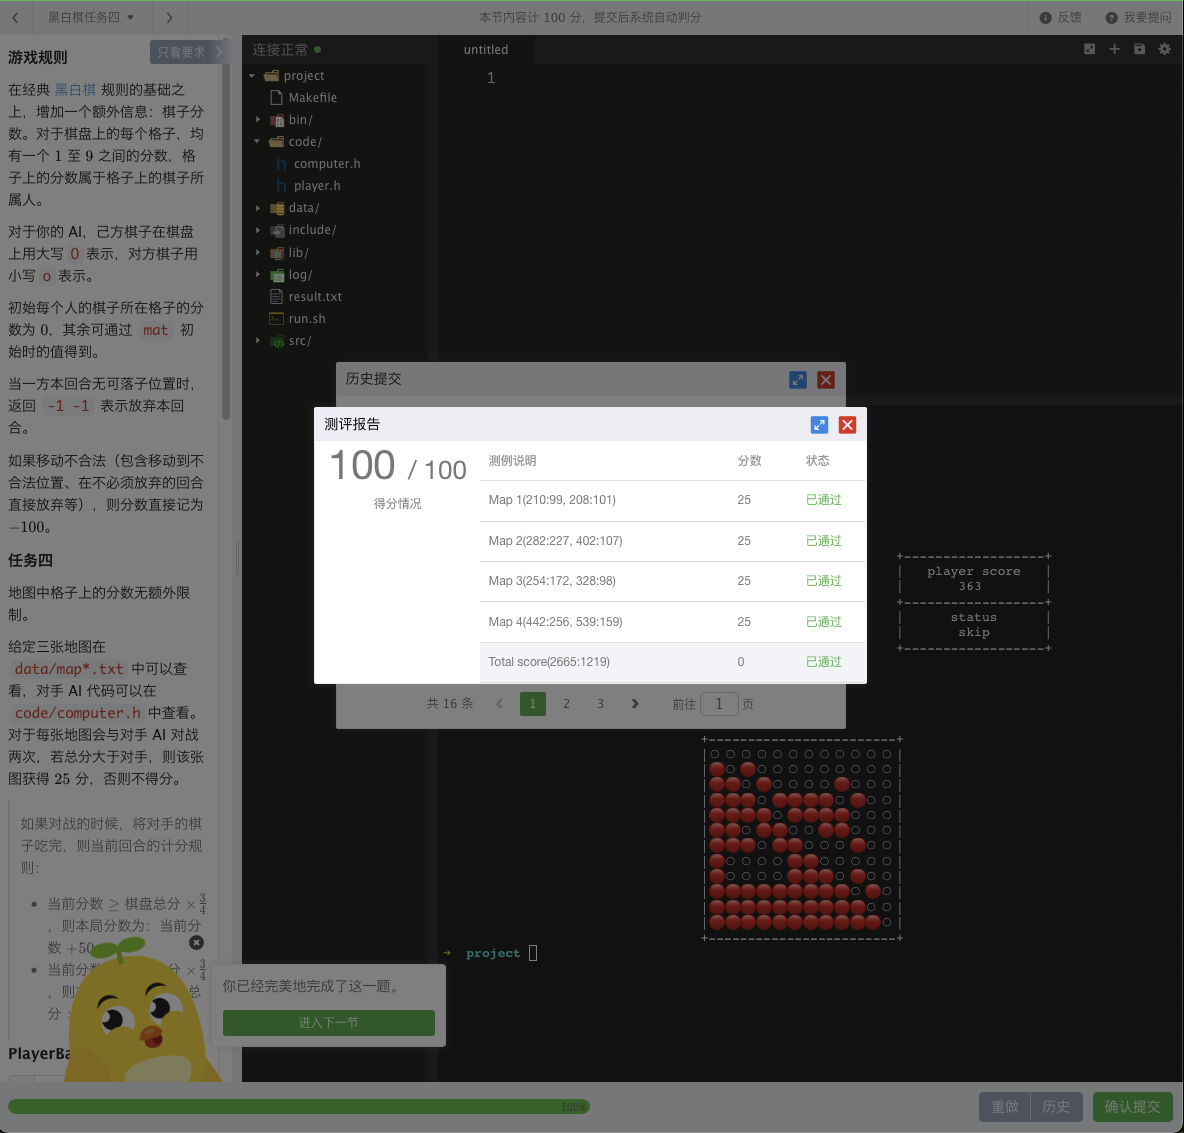 黑白棋任务四
本节内容计 100 分，提交后系统自动判分
反馈
我要提问
游戏规则
只看要求
在经典 黑白棋 规则的基础之
上，增加一个额外信息：棋子分
数。对于棋盘上的每个格子，均
有一个 1 至 9 之间的分数，格
子上的分数属于格子上的棋子所
属人。
对于你的 AI，己方棋子在棋盘
上用大写 O 表示，对方棋子用
小写 o 表示。
初始每个人的棋子所在格子的分
数为 0，其余可通过 mat 初
始时的值得到。
当一方本回合无可落子位置时，
返回 -1 -1 表示放弃本回
合。
如果移动不合法（包含移动到不
合法位置、在不必须放弃的回合
直接放弃等），则分数直接记为
−100。
任务四
地图中格子上的分数无额外限
制。
给定三张地图在
data/map*.txt 中可以查
看，对手 AI 代码可以在
code/computer.h 中查看。
对于每张地图会与对手 AI 对战
两次，若总分大于对手，则该张
图获得 25 分，否则不得分。
如果对战的时候，将对手的棋
子吃完，则当前回合的计分规
则：
当前分数 ≥ 棋盘总分 × 3/4
，则本局分数为：当前分
数 +50
当前分数
分 × 3/4
PlayerBa
连接正常
project
Makefile
bin/
code/
computer.h
player.h
data/
include/
lib/
log/
result.txt
run.sh
src/
untitled
1
历史提交
测评报告
100 / 100
得分情况
测例说明 分数 状态
Map 1(210:99, 208:101) 25 已通过
Map 2(282:227, 402:107) 25 已通过
Map 3(254:172, 328:98) 25 已通过
Map 4(442:256, 539:159) 25 已通过
Total score(2665:1219) 0 已通过
共 16 条 1 2 3 前往 1 页
player score
363
status
skip
→ project
你已经完美地完成了这一题。
进入下一节
100%
重做
历史
确认提交